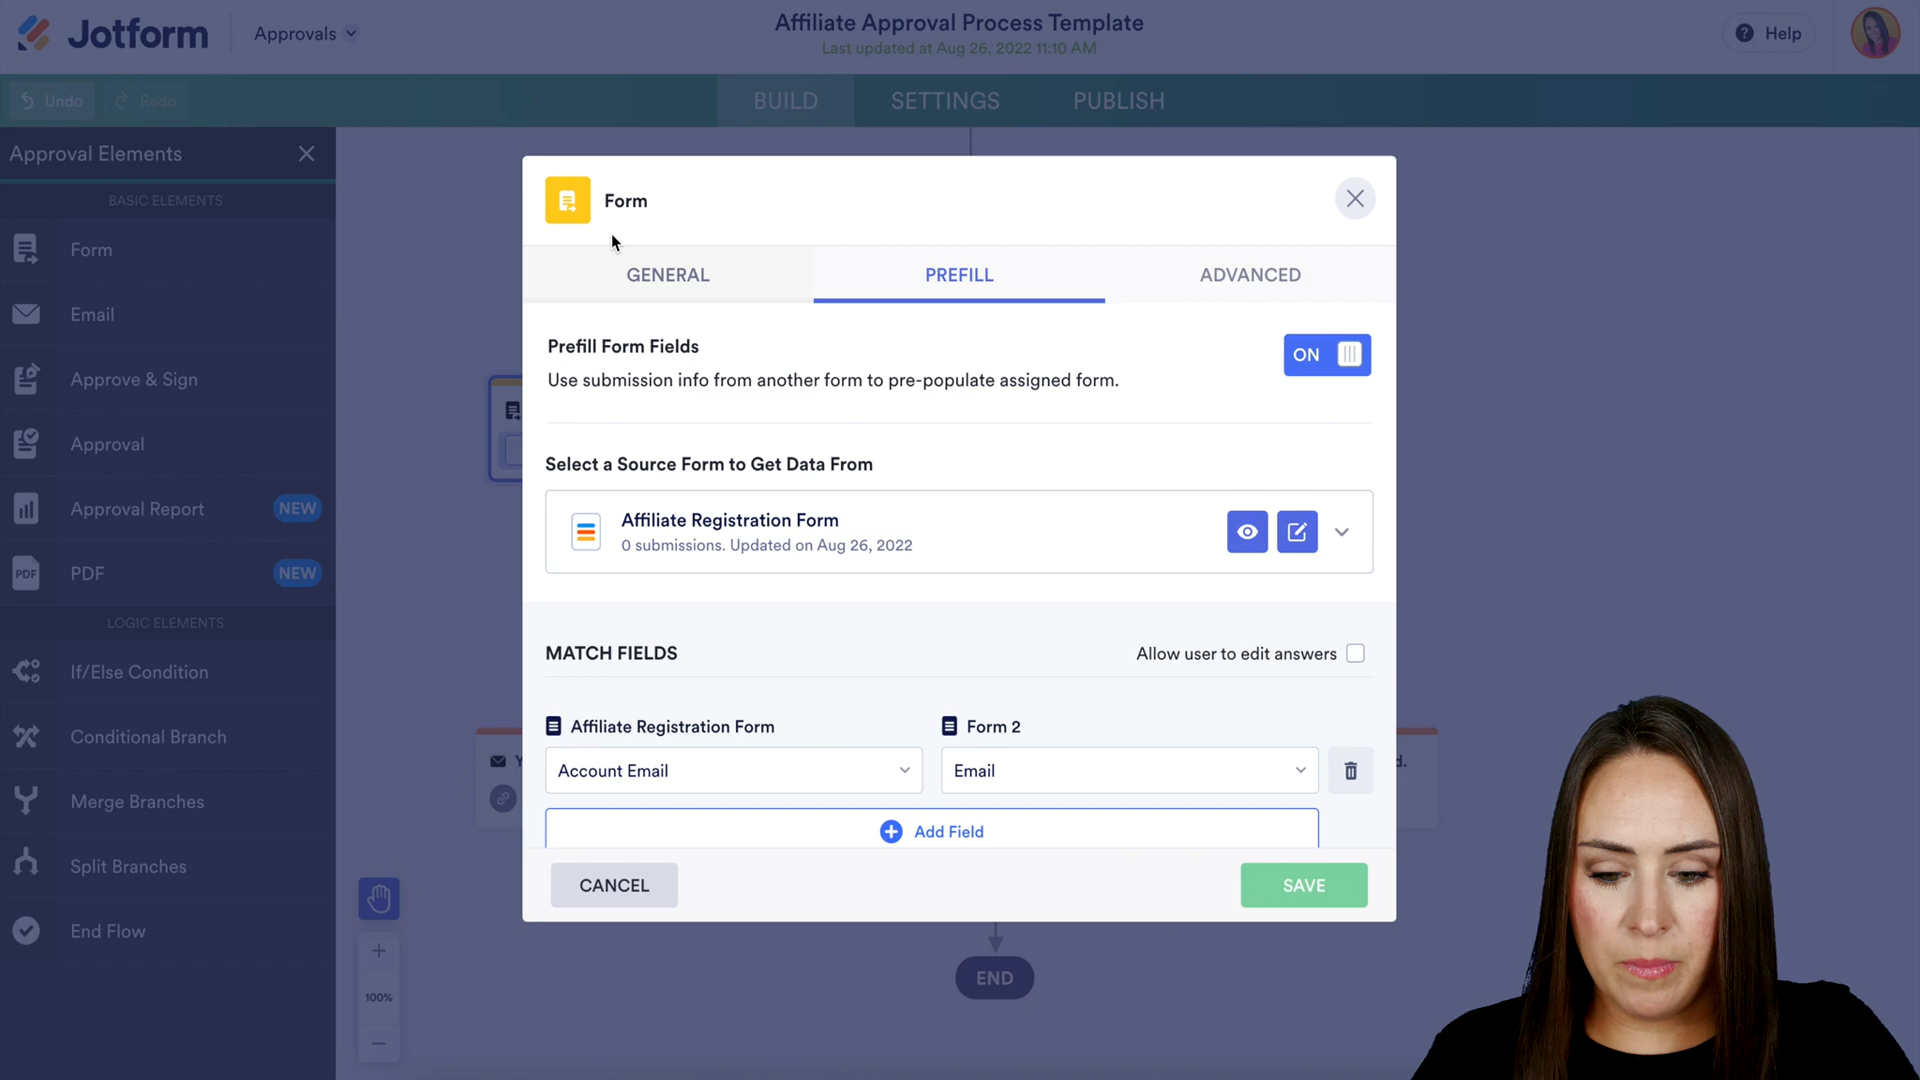 Jotform
Approvals
Affiliate Approval Process Template
Last updated at Aug 26, 2022 11:10 AM
Help
Undo
Redo
BUILD
SETTINGS
PUBLISH
Approval Elements
BASIC ELEMENTS
Form
Email
Approve & Sign
Approval
Approval Report NEW
PDF
PDF NEW
LOGIC ELEMENTS
If/Else Condition
Conditional Branch
Merge Branches
Split Branches
End Flow
100%
Form
GENERAL
PREFILL
ADVANCED
Prefill Form Fields
ON
Use submission info from another form to pre-populate assigned form.
Select a Source Form to Get Data From
Affiliate Registration Form
0 submissions. Updated on Aug 26, 2022
MATCH FIELDS
Allow user to edit answers
Affiliate Registration Form
Form 2
Account Email
Email
Add Field
CANCEL
SAVE
END